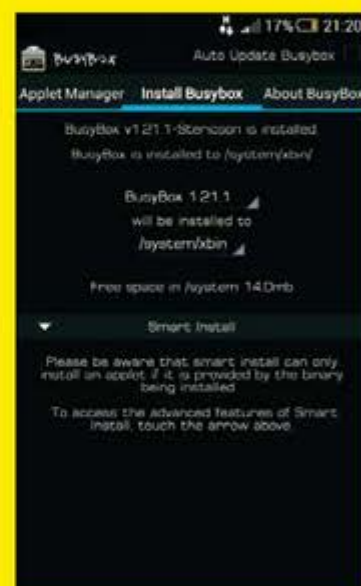 17% 21:20
BusyBox Auto Update Busybox
Applet Manager Install Busybox About BusyBox
BusyBox v1.21.1-Stericson is installed
BusyBox is installed to /system/xbin/
BusyBox 1.21.1
will be installed to
/system/xbin
Free space in /system 14.0mb
Smart Install
Please be aware that smart install can only
install an applet if it is provided by the binary
being installed
To access the advanced features of Smart
Install, touch the arrow above